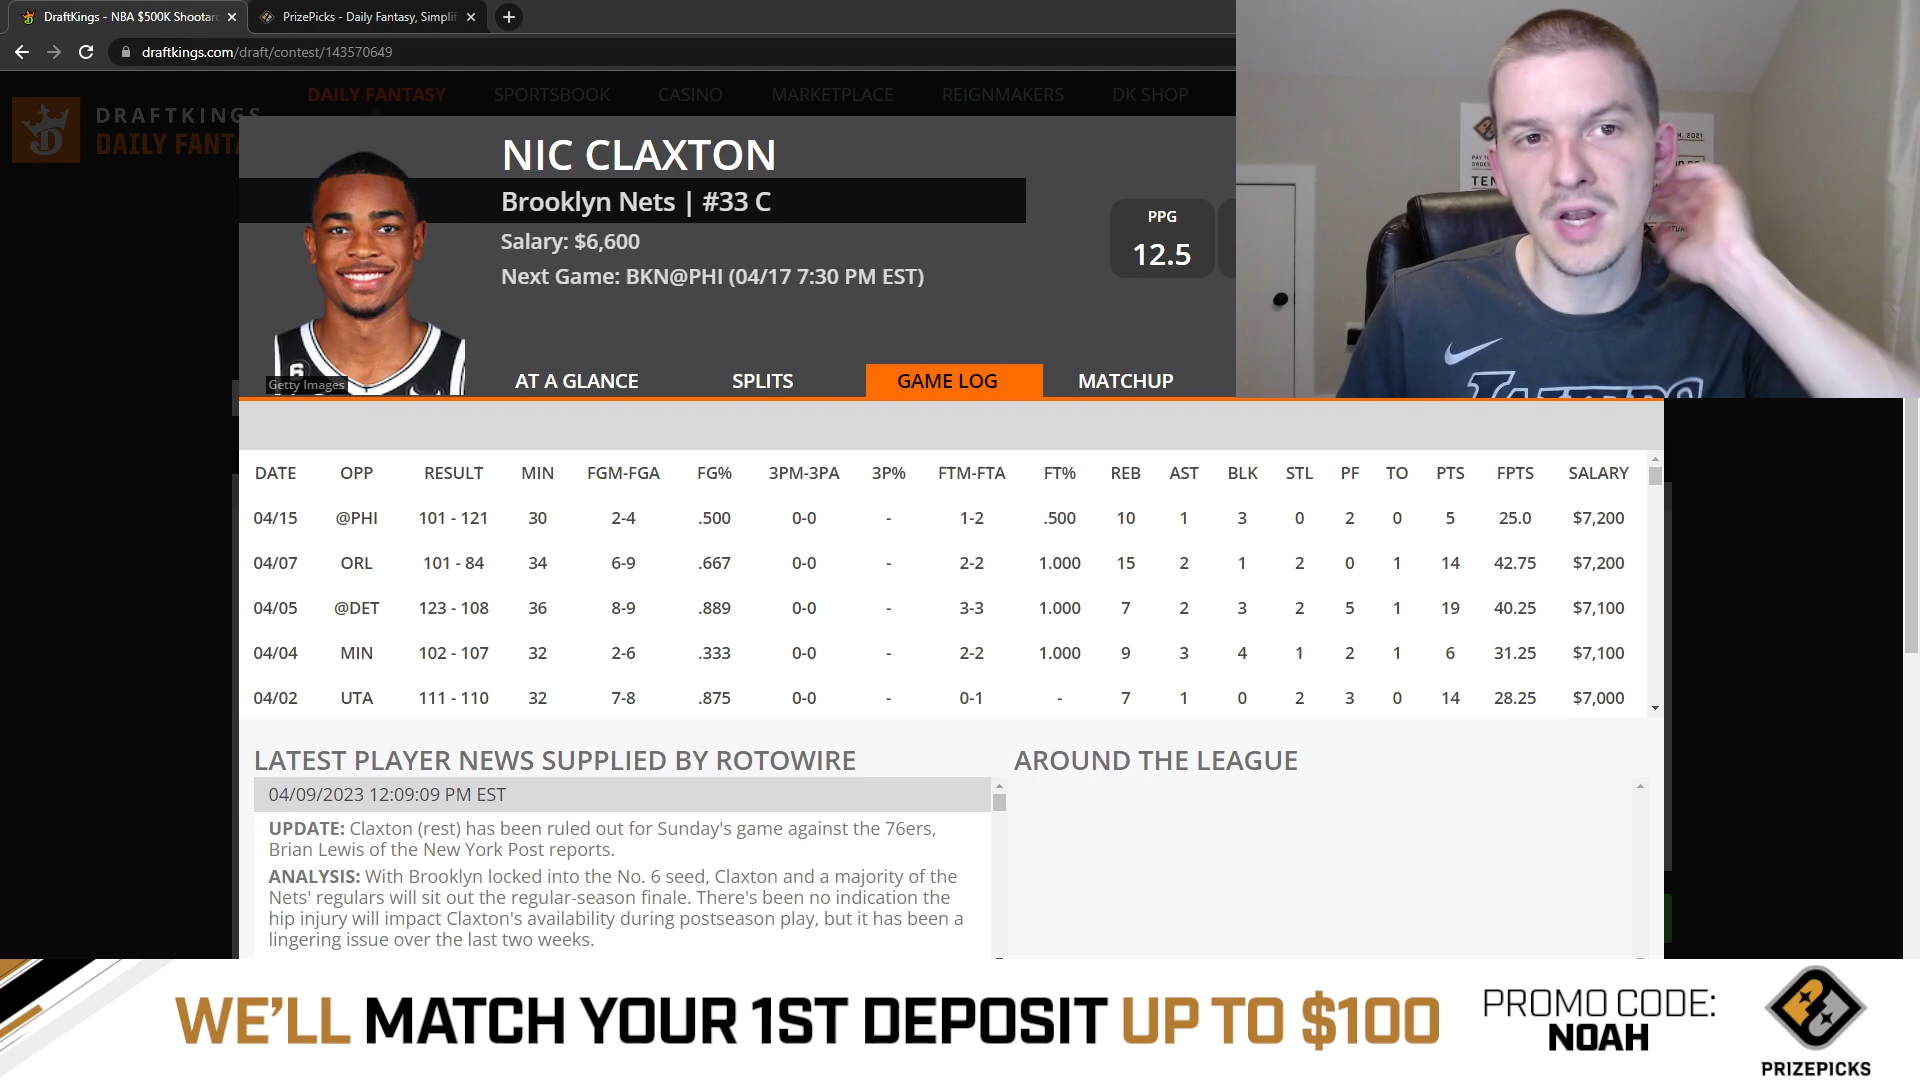 DraftKings - NBA $500K Shootar
PrizePicks - Daily Fantasy, Simplif
draftkings.com/draft/contest/143570649
DAILY FANTASY SPORTSBOOK CASINO MARKETPLACE REIGNMAKERS DK SHOP
DRAFTKINGS
DAILY FANTA
NIC CLAXTON
Brooklyn Nets | #33 C
Salary: $6,600
Next Game: BKN@PHI (04/17 7:30 PM EST)
PPG
12.5
Getty Images
AT A GLANCE SPLITS GAME LOG MATCHUP
DATE OPP RESULT MIN FGM-FGA FG% 3PM-3PA 3P% FTM-FTA FT% REB AST BLK STL PF TO PTS FPTS SALARY
04/15 @PHI 101 - 121 30 2-4 .500 0-0 - 1-2 .500 10 1 3 0 2 0 5 25.0 $7,200
04/07 ORL 101 - 84 34 6-9 .667 0-0 - 2-2 1.000 15 2 1 2 0 1 14 42.75 $7,200
04/05 @DET 123 - 108 36 8-9 .889 0-0 - 3-3 1.000 7 2 3 2 5 1 19 40.25 $7,100
04/04 MIN 102 - 107 32 2-6 .333 0-0 - 2-2 1.000 9 3 4 1 2 1 6 31.25 $7,100
04/02 UTA 111 - 110 32 7-8 .875 0-0 - 0-1 - 7 1 0 2 3 0 14 28.25 $7,000
LATEST PLAYER NEWS SUPPLIED BY ROTOWIRE
04/09/2023 12:09:09 PM EST
UPDATE: Claxton (rest) has been ruled out for Sunday's game against the 76ers,
Brian Lewis of the New York Post reports.
ANALYSIS: With Brooklyn locked into the No. 6 seed, Claxton and a majority of the
Nets' regulars will sit out the regular-season finale. There's been no indication the
hip injury will impact Claxton's availability during postseason play, but it has been a
lingering issue over the last two weeks.
AROUND THE LEAGUE
WE'LL MATCH YOUR 1ST DEPOSIT UP TO $100
PROMO CODE:
NOAH
PRIZEPICKS